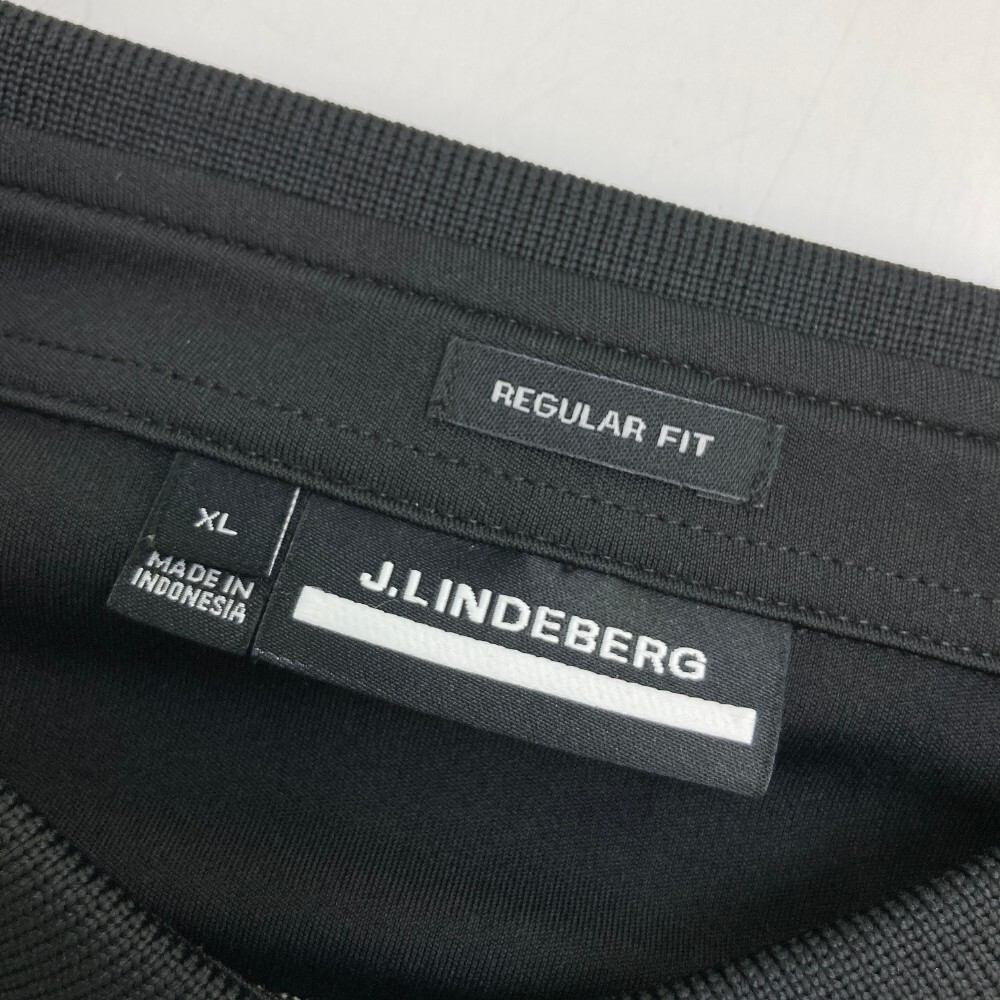 REGULAR FIT
XL
MADE IN
INDONESIA
J.LINDEBERG